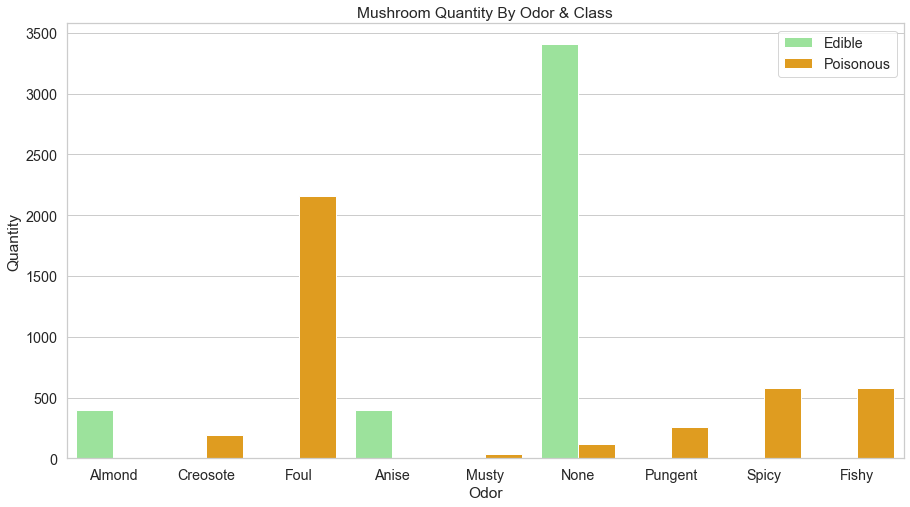 Mushroom Quantity By Odor & Class
Edible
Poisonous
Quantity
3500
3000
2500
2000
1500
1000
500
0
Almond Creosote Foul Anise Musty None Pungent Spicy Fishy
Odor